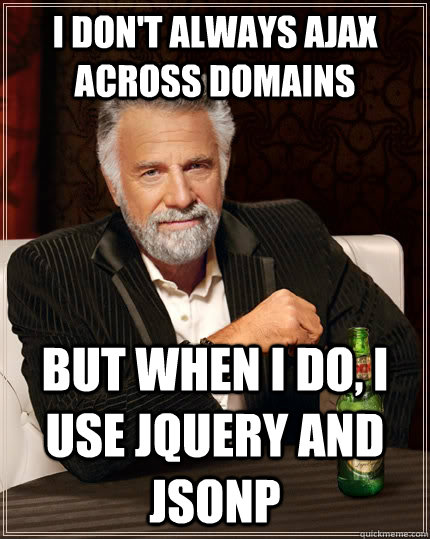 I DON'T ALWAYS AJAX
ACROSS DOMAINS
BUT WHEN I DO, I
USE JQUERY AND
JSONP
quickmeme.com